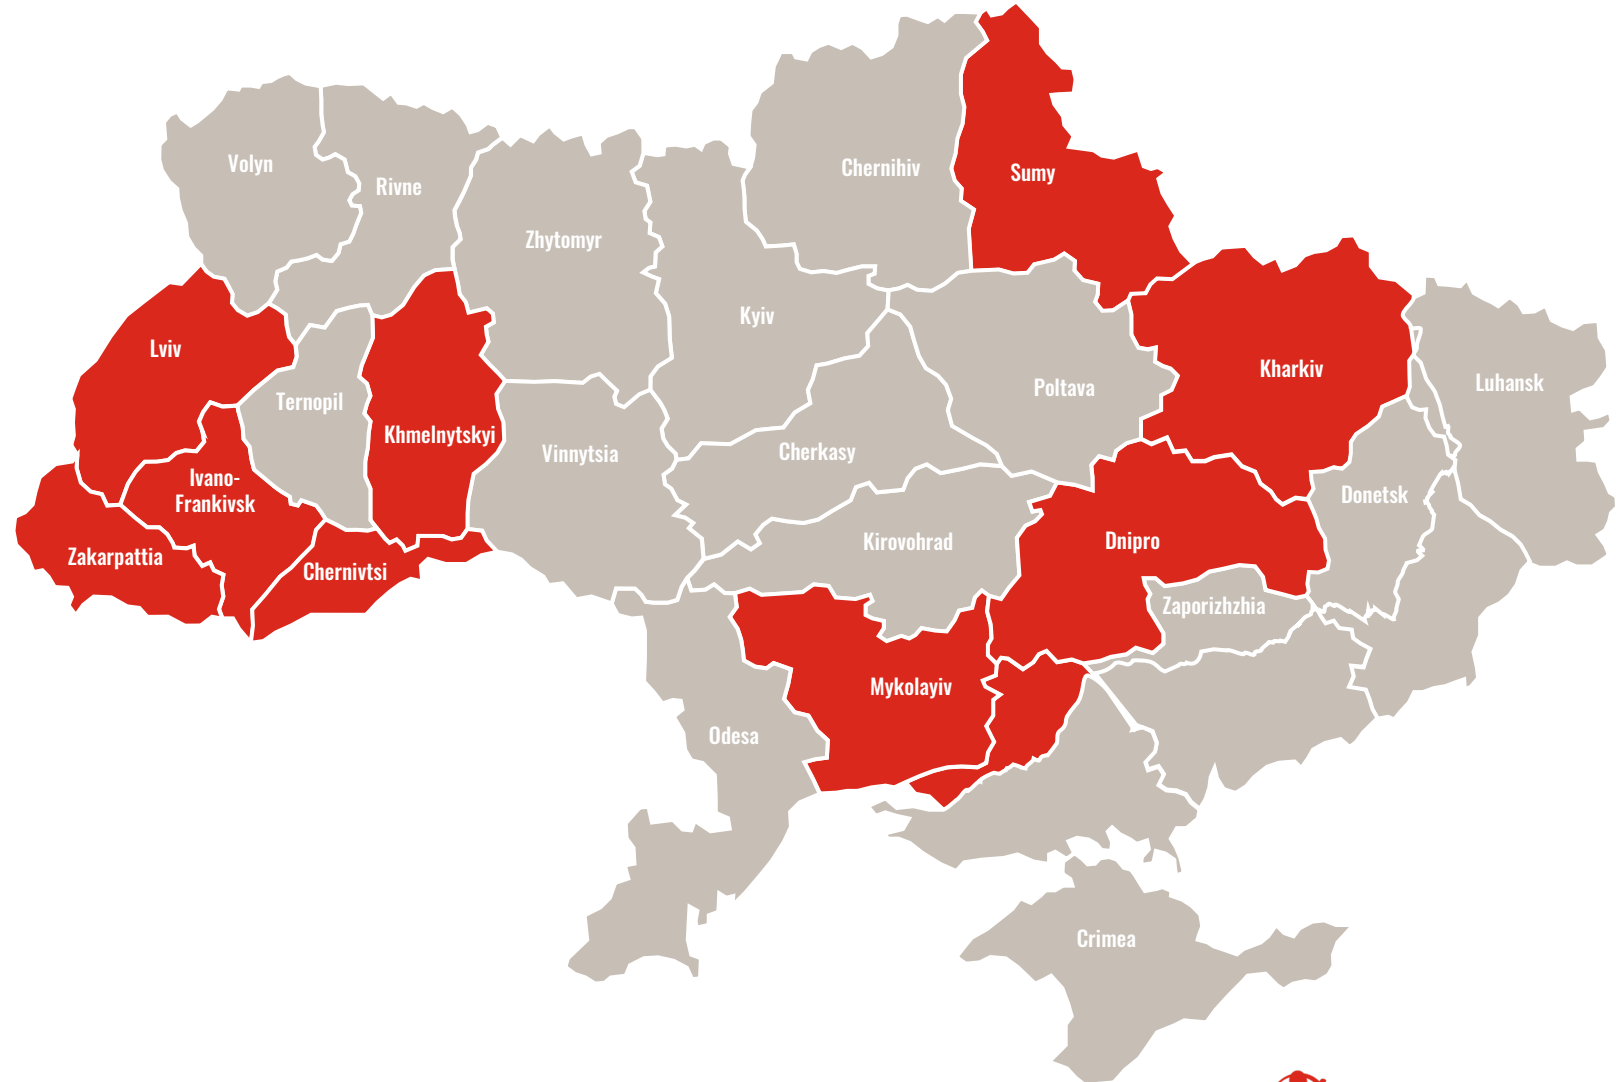 Volyn
Rivne
Zhytomyr
Chernihiv
Sumy
Kyiv
Lviv
Ternopil
Khmelnytskyi
Vinnytsia
Cherkasy
Poltava
Kharkiv
Luhansk
Ivano-
Frankivsk
Zakarpattia
Chernivtsi
Kirovohrad
Dnipro
Donetsk
Zaporizhzhia
Mykolayiv
Odesa
Crimea